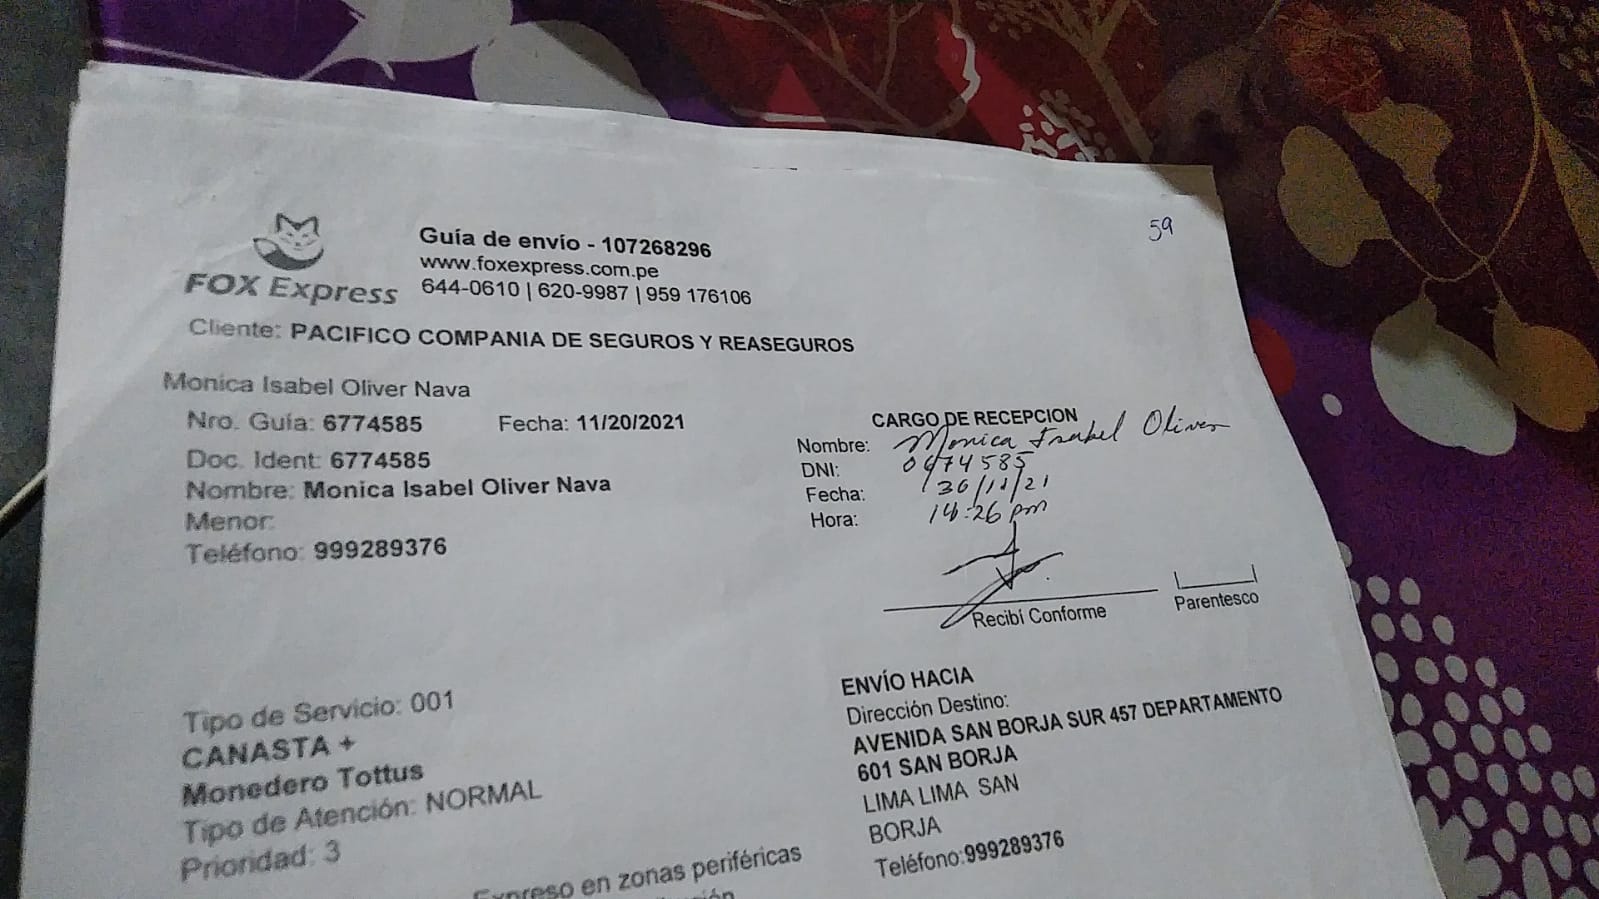 59
FOX Express
Guía de envío - 107268296
www.foxexpress.com.pe
644-0610 | 620-9987 | 959 176106
Cliente: PACIFICO COMPANIA DE SEGUROS Y REASEGUROS
Monica Isabel Oliver Nava
Nro. Guía: 6774585 Fecha: 11/20/2021
Doc. Ident: 6774585
Nombre: Monica Isabel Oliver Nava
Menor:
Teléfono: 999289376
CARGO DE RECEPCION
Nombre: Monica Isabel Oliver
DNI: 0674585
Fecha: 30/11/21
Hora: 14:26 pm
Recibí Conforme
Parentesco
Tipo de Servicio: 001
CANASTA +
Monedero Tottus
Tipo de Atención: NORMAL
Prioridad: 3
ENVÍO HACIA
Dirección Destino:
AVENIDA SAN BORJA SUR 457 DEPARTAMENTO
601 SAN BORJA
LIMA LIMA SAN
BORJA
Teléfono:999289376
Expreso en zonas periféricas